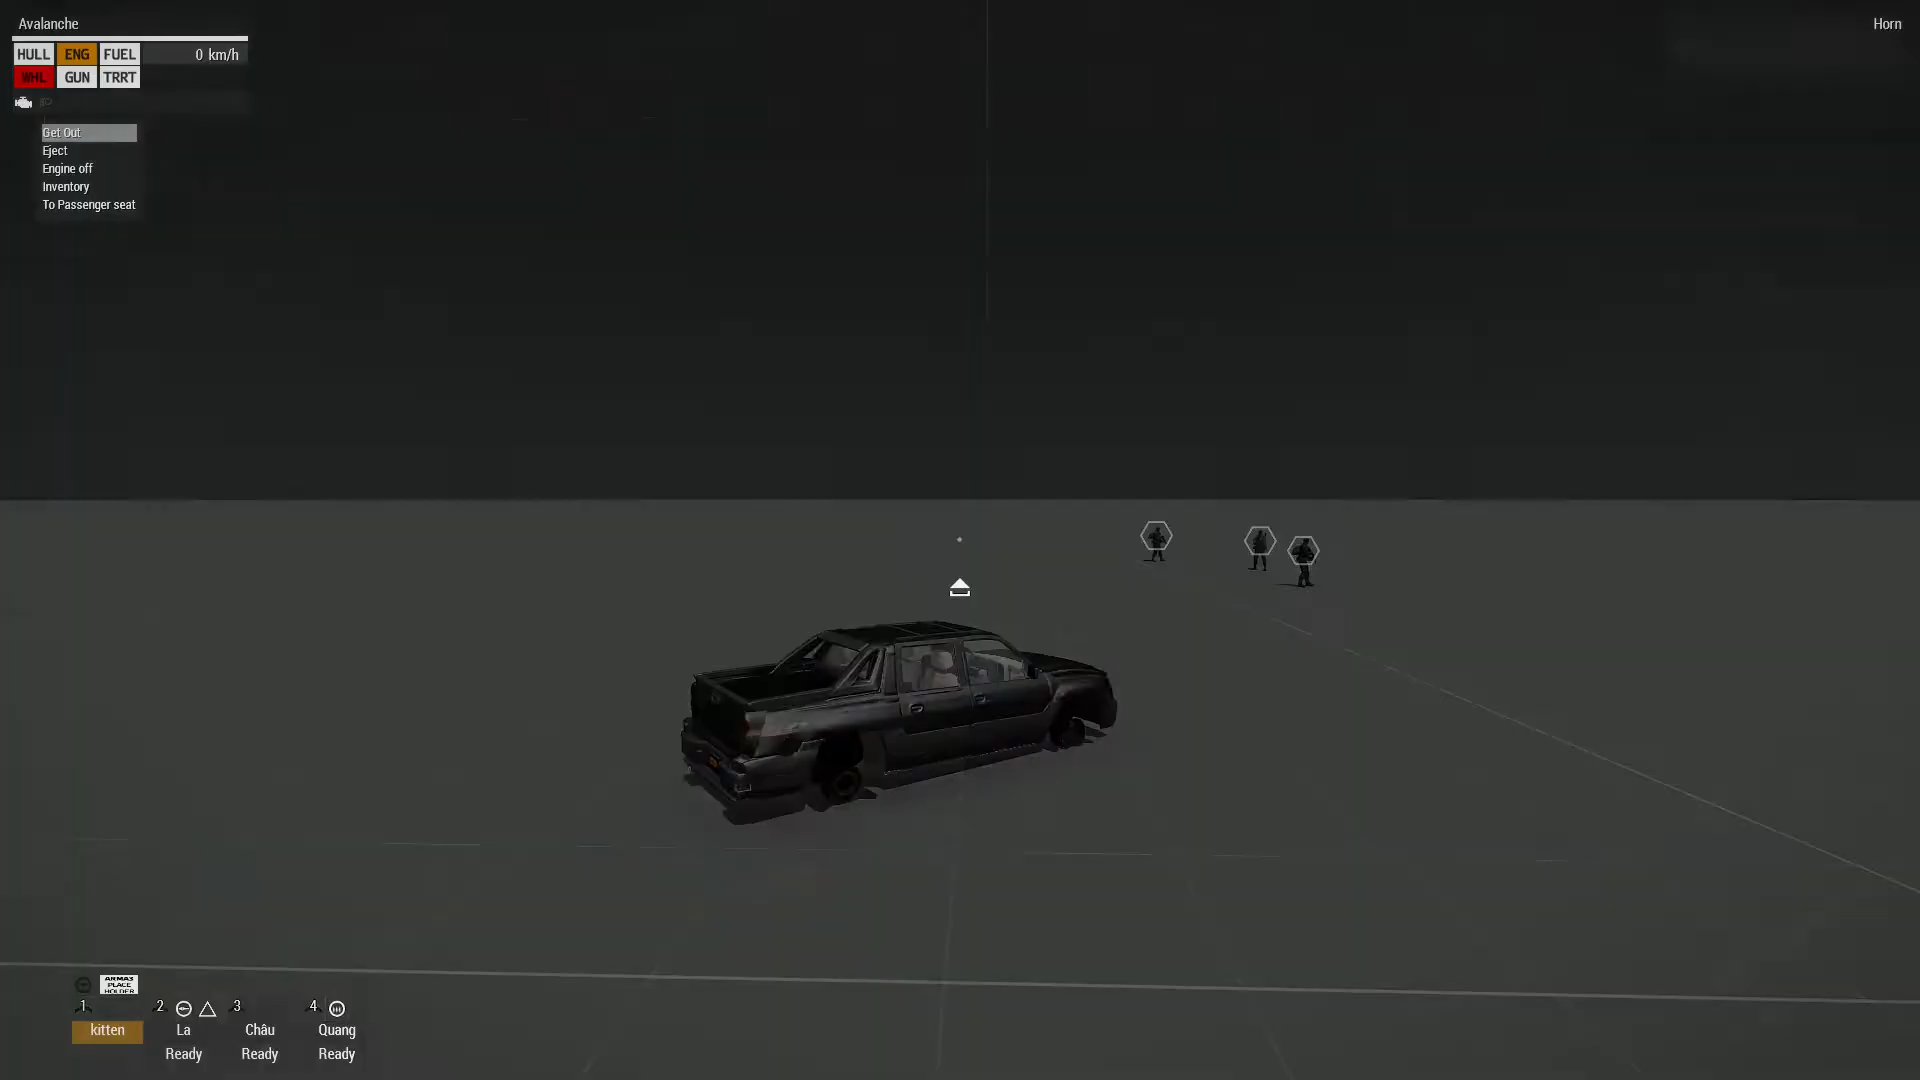 Avalanche
Horn
HULL ENG FUEL 0 km/h
WHL GUN TRRT
Get Out
Eject
Engine off
Inventory
To Passenger seat
ARMA3
PLACE
HOLDER
1 2 3 4
kitten La Châu Quang
Ready Ready Ready